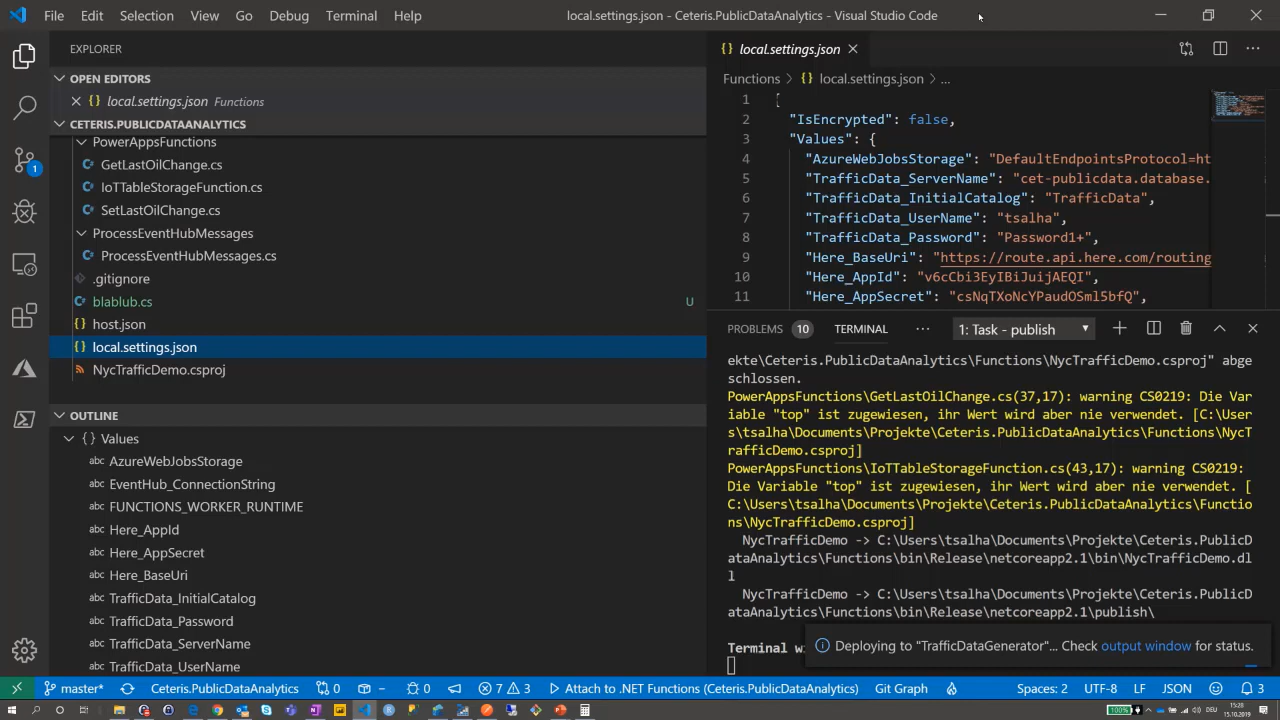 File Edit Selection View Go Debug Terminal Help
local.settings.json - Ceteris.PublicDataAnalytics - Visual Studio Code
EXPLORER
OPEN EDITORS
{} local.settings.json Functions
CETERIS.PUBLICDATAANALYTICS
PowerAppsFunctions
GetLastOilChange.cs
IoTTableStorageFunction.cs
SetLastOilChange.cs
ProcessEventHubMessages
ProcessEventHubMessages.cs
.gitignore
blablub.cs U
{} host.json
{} local.settings.json
NycTrafficDemo.csproj
OUTLINE
{} Values
abc AzureWebJobsStorage
abc EventHub_ConnectionString
abc FUNCTIONS_WORKER_RUNTIME
abc Here_AppId
abc Here_AppSecret
abc Here_BaseUri
abc TrafficData_InitialCatalog
abc TrafficData_Password
abc TrafficData_ServerName
abc TrafficData_UserName
{} local.settings.json
Functions > {} local.settings.json > ...
1 {
2 "IsEncrypted": false,
3 "Values": {
4 "AzureWebJobsStorage": "DefaultEndpointsProtocol=ht
5 "TrafficData_ServerName": "cet-publicdata.database.
6 "TrafficData_InitialCatalog": "TrafficData",
7 "TrafficData_UserName": "tsalha",
8 "TrafficData_Password": "Password1+",
9 "Here_BaseUri": "https://route.api.here.com/routing
10 "Here_AppId": "v6cCbi3EyIBiJuijAEQI",
11 "Here_AppSecret": "csNqTXoNcYPaudOSml5bfQ",
PROBLEMS 10 TERMINAL ... 1: Task - publish
ekte\Ceteris.PublicDataAnalytics\Functions\NycTrafficDemo.csproj" abge
schlossen.
PowerAppsFunctions\GetLastOilChange.cs(37,17): warning CS0219: Die Var
iable "top" ist zugewiesen, ihr Wert wird aber nie verwendet. [C:\User
s\tsalha\Documents\Projekte\Ceteris.PublicDataAnalytics\Functions\NycT
rafficDemo.csproj]
PowerAppsFunctions\IoTTableStorageFunction.cs(43,17): warning CS0219:
Die Variable "top" ist zugewiesen, ihr Wert wird aber nie verwendet. [
C:\Users\tsalha\Documents\Projekte\Ceteris.PublicDataAnalytics\Functio
ns\NycTrafficDemo.csproj]
NycTrafficDemo -> C:\Users\tsalha\Documents\Projekte\Ceteris.PublicD
ataAnalytics\Functions\bin\Release\netcoreapp2.1\bin\NycTrafficDemo.dl
l
NycTrafficDemo -> C:\Users\tsalha\Documents\Projekte\Ceteris.PublicD
ataAnalytics\Functions\bin\Release\netcoreapp2.1\publish\
Terminal w
Deploying to "TrafficDataGenerator"... Check output window for status.
1
master* Ceteris.PublicDataAnalytics 0 - 0 7 3 Attach to .NET Functions (Ceteris.PublicDataAnalytics) Git Graph Spaces: 2 UTF-8 LF JSON 3
100% DEU 15:20
15.10.2019